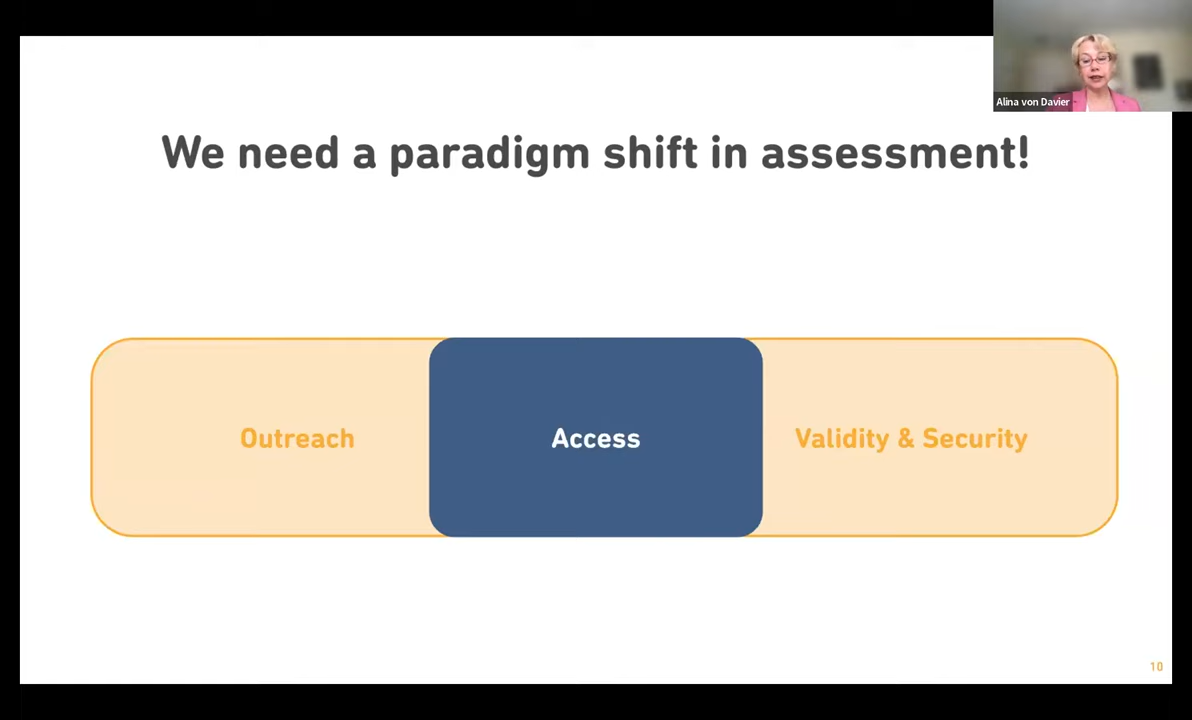 Alina von Davier
We need a paradigm shift in assessment!
Outreach
Access
Validity & Security
10